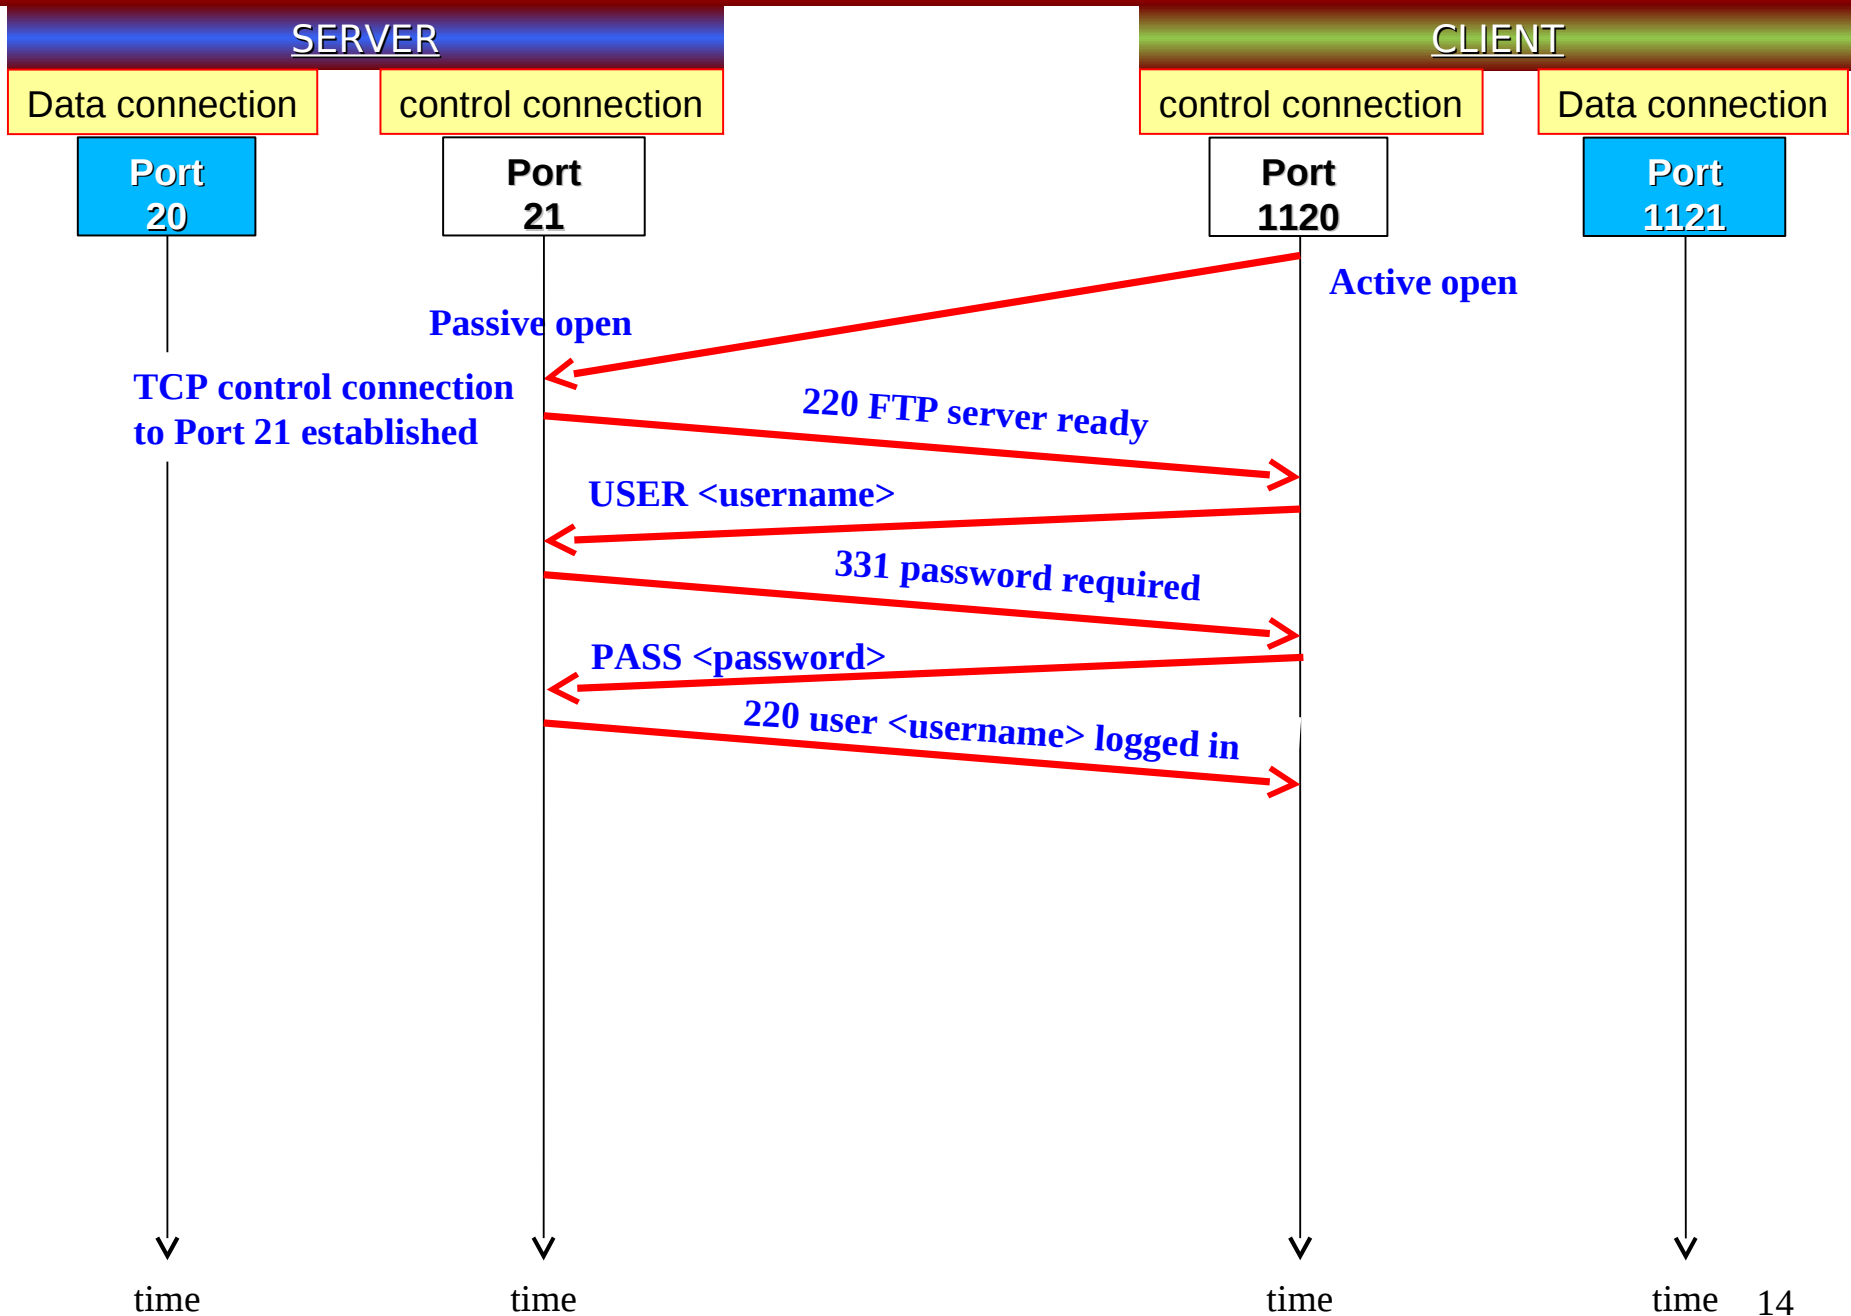 SERVER
CLIENT
Data connection
control connection
control connection
Data connection
Port
20
Port
21
Port
1120
Port
1121
Active open
Passive open
TCP control connection
to Port 21 established
220 FTP server ready
USER <username>
331 password required
PASS <password>
220 user <username> logged in
time
time
time
time
14